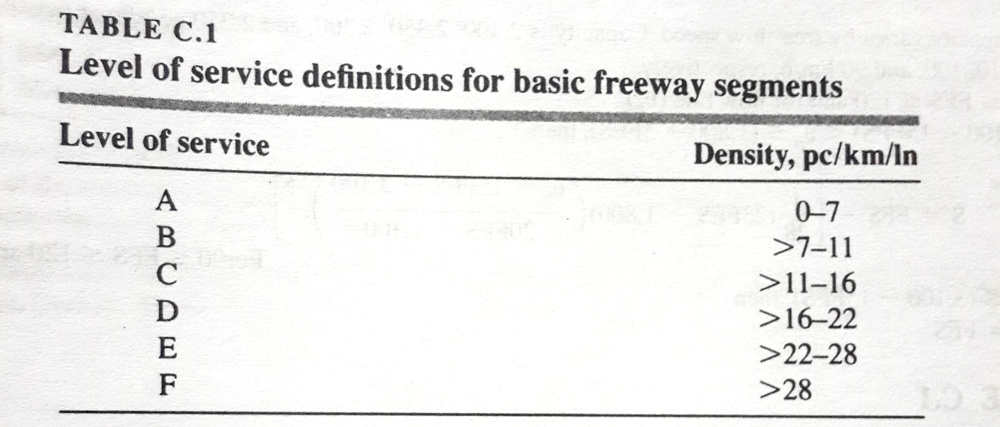 TABLE C.1
Level of service definitions for basic freeway segments
Level of service Density, pc/km/ln
A 0–7
B >7–11
C >11–16
D >16–22
E >22–28
F >28